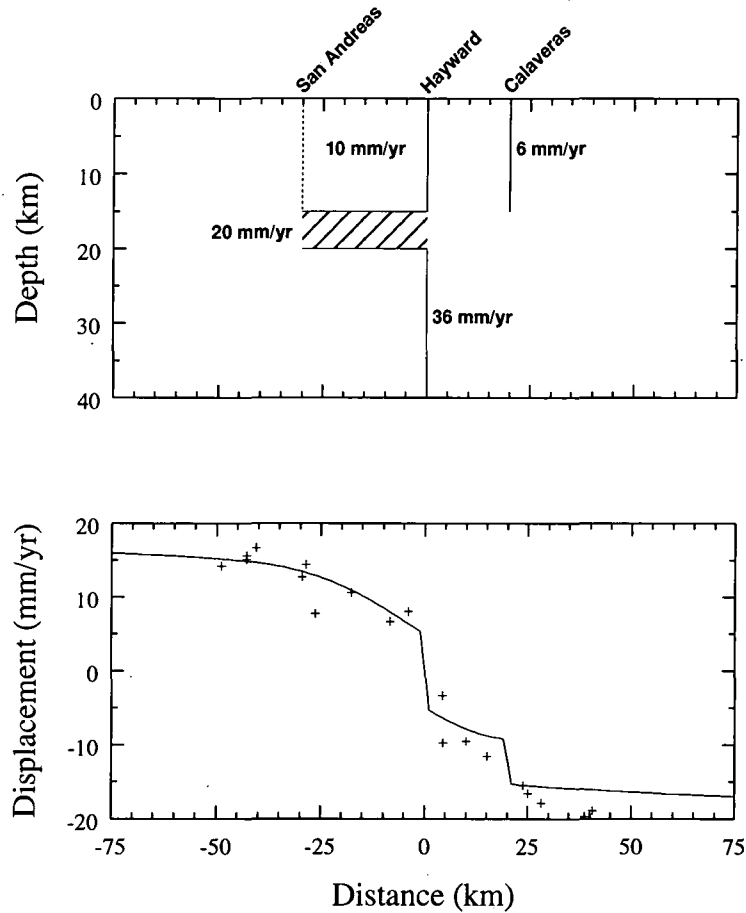 San Andreas
Hayward
Calaveras
0
10
20
30
40
Depth (km)
10 mm/yr
6 mm/yr
20 mm/yr
36 mm/yr
20
10
0
-10
-20
Displacement (mm/yr)
-75 -50 -25 0 25 50 75
Distance (km)